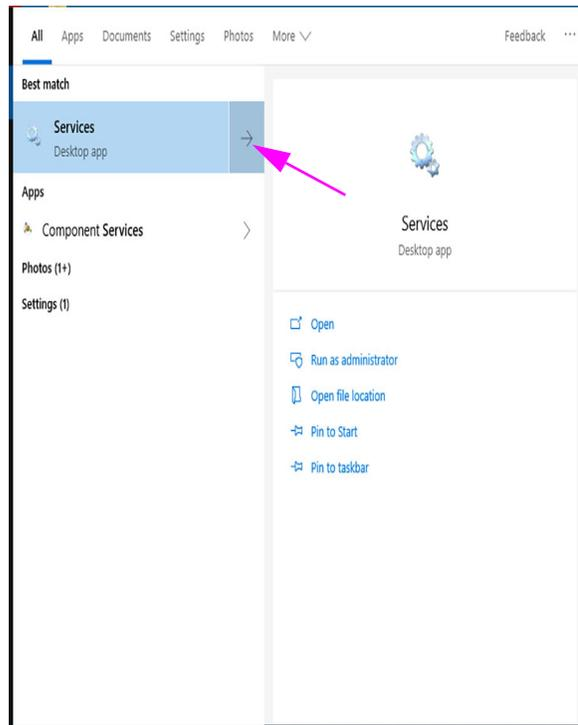 All Apps Documents Settings Photos More Feedback ...
Best match
Services
Desktop app
Apps
Component Services
Photos (1+)
Settings (1)
Services
Desktop app
Open
Run as administrator
Open file location
Pin to Start
Pin to taskbar